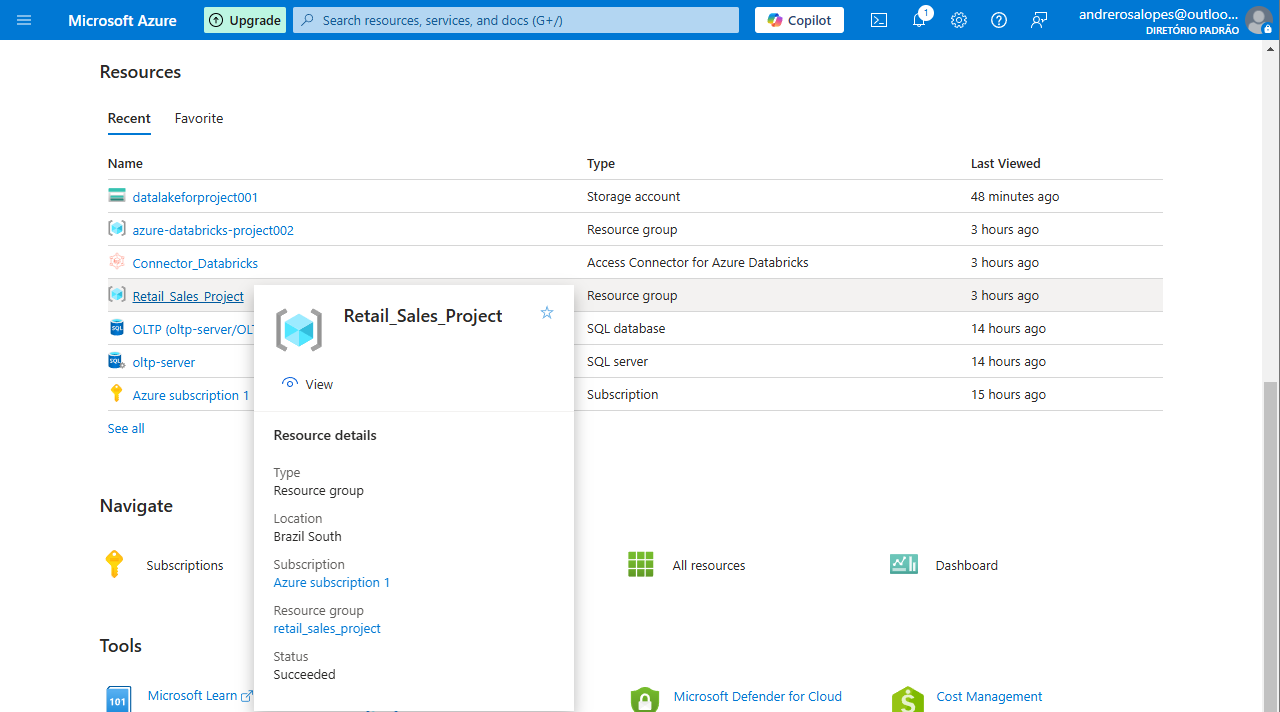 Microsoft Azure
Upgrade
Search resources, services, and docs (G+/)
Copilot
1
andrerosalopes@outloo...
DIRETÓRIO PADRÃO
Resources
Recent
Favorite
Name
Type
Last Viewed
datalakeforproject001
Storage account
48 minutes ago
azure-databricks-project002
Resource group
3 hours ago
Connector_Databricks
Access Connector for Azure Databricks
3 hours ago
Retail_Sales_Project
Resource group
3 hours ago
SQL
OLTP (oltp-server/OLT
SQL database
14 hours ago
SQL
oltp-server
SQL server
14 hours ago
Azure subscription 1
Subscription
15 hours ago
See all
Retail_Sales_Project
View
Resource details
Type
Resource group
Location
Brazil South
Subscription
Azure subscription 1
Resource group
retail_sales_project
Status
Succeeded
Navigate
Subscriptions
All resources
Dashboard
Tools
101
Microsoft Learn
Microsoft Defender for Cloud
$
Cost Management